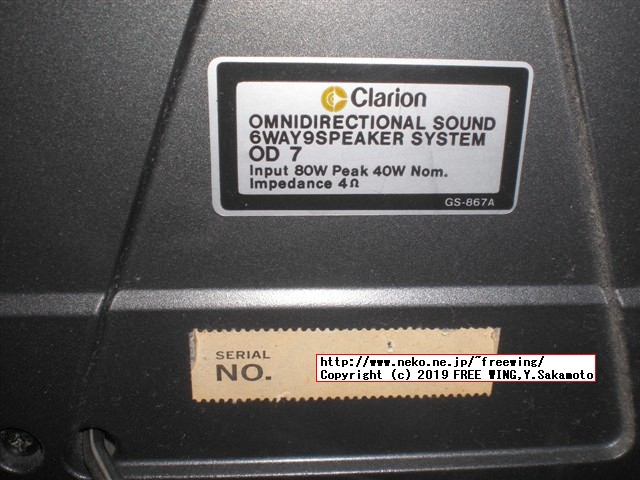 Clarion
OMNIDIRECTIONAL SOUND
6WAY9SPEAKER SYSTEM
OD 7
Input 80W Peak 40W Nom.
Impedance 4Ω
GS-867A
SERIAL
NO.
http://www.neko.ne.jp/~freewing/
Copyright (c) 2019 FREE WING,Y.Sakamoto